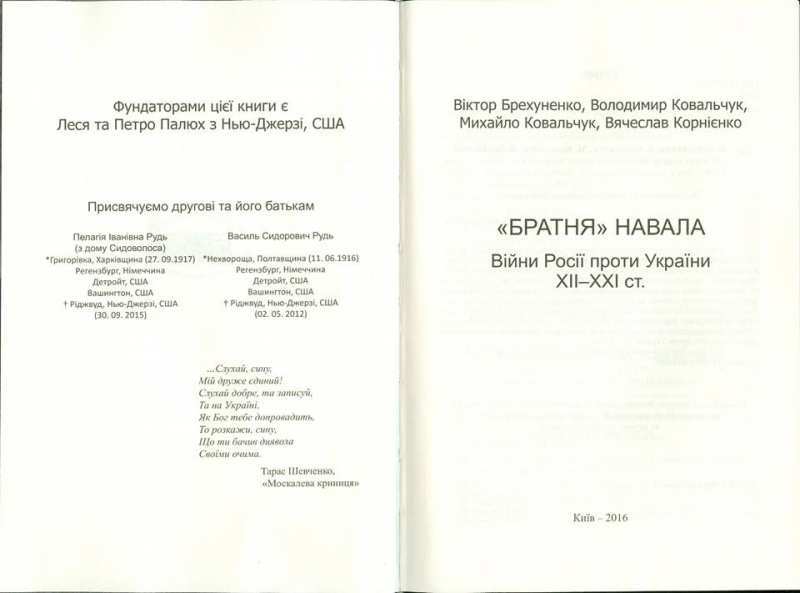 Фундаторами цієї книги є
Леся та Петро Палюх з Нью-Джерзі, США
Присвячуємо другові та його батькам
Пелагія Іванівна Рудь
(з дому Сидоволоса)
*Григорівка, Харківщина (27. 09.1917)
Регензбург, Німеччина
Детройт, США
Вашингтон, США
† Ріджвуд, Нью-Джерзі, США
(30. 09. 2015)
Василь Сидорович Рудь
*Нехвороща, Полтавщина (11. 06.1916)
Регензбург, Німеччина
Детройт, США
Вашингтон, США
† Ріджвуд, Нью-Джерзі, США
(02. 05. 2012)
...Слухай, сину,
Мій друже єдиний!
Слухай добре, та записуй,
Та на Україні,
Як Бог тебе допровадить,
То розкажи, сину,
Що ти бачив диявола
Своїми очима.
Тарас Шевченко,
«Москалева криниця»
Віктор Брехуненко, Володимир Ковальчук,
Михайло Ковальчук, Вячеслав Корнієнко
«БРАТНЯ» НАВАЛА
Війни Росії проти України
XII–XXI ст.
Київ – 2016